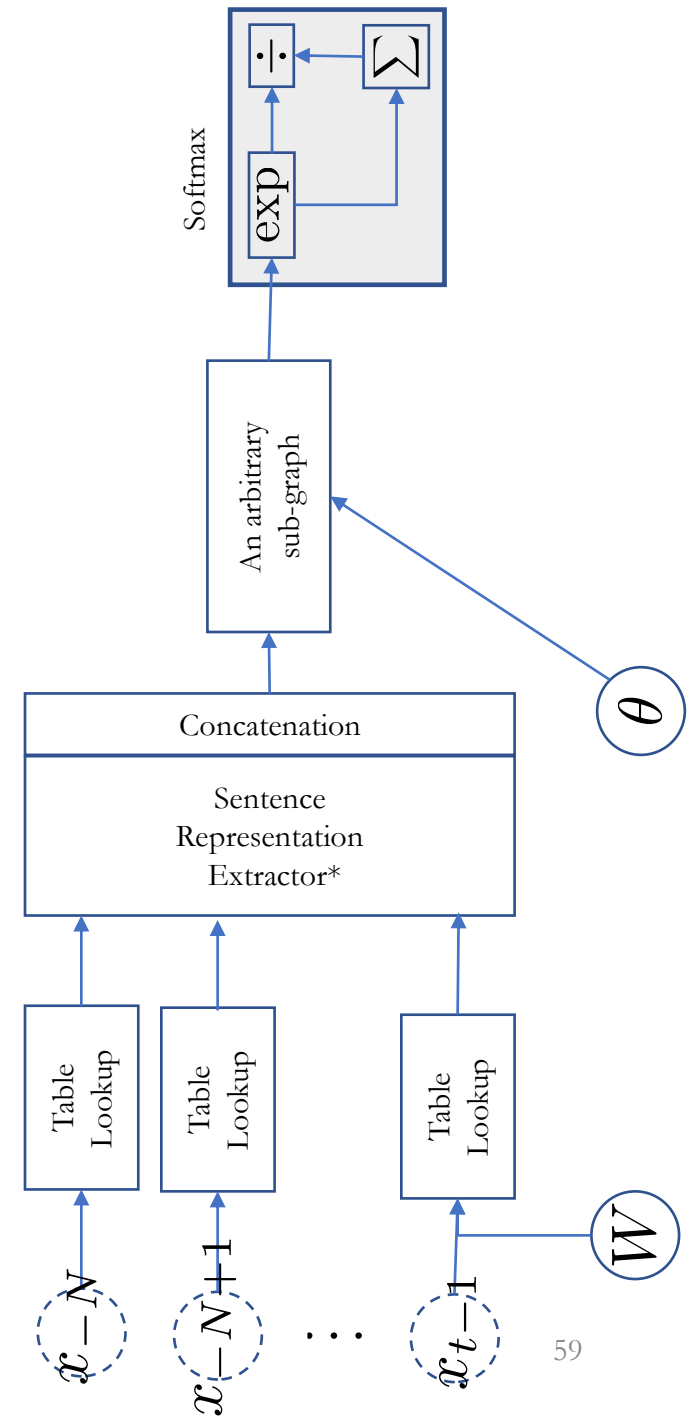 Softmax
exp
÷
Σ
An arbitrary
sub-graph
Concatenation
Sentence
Representation
Extractor*
Table
Lookup
Table
Lookup
Table
Lookup
x−N
x−N+1
...
xt−1
W
θ
59